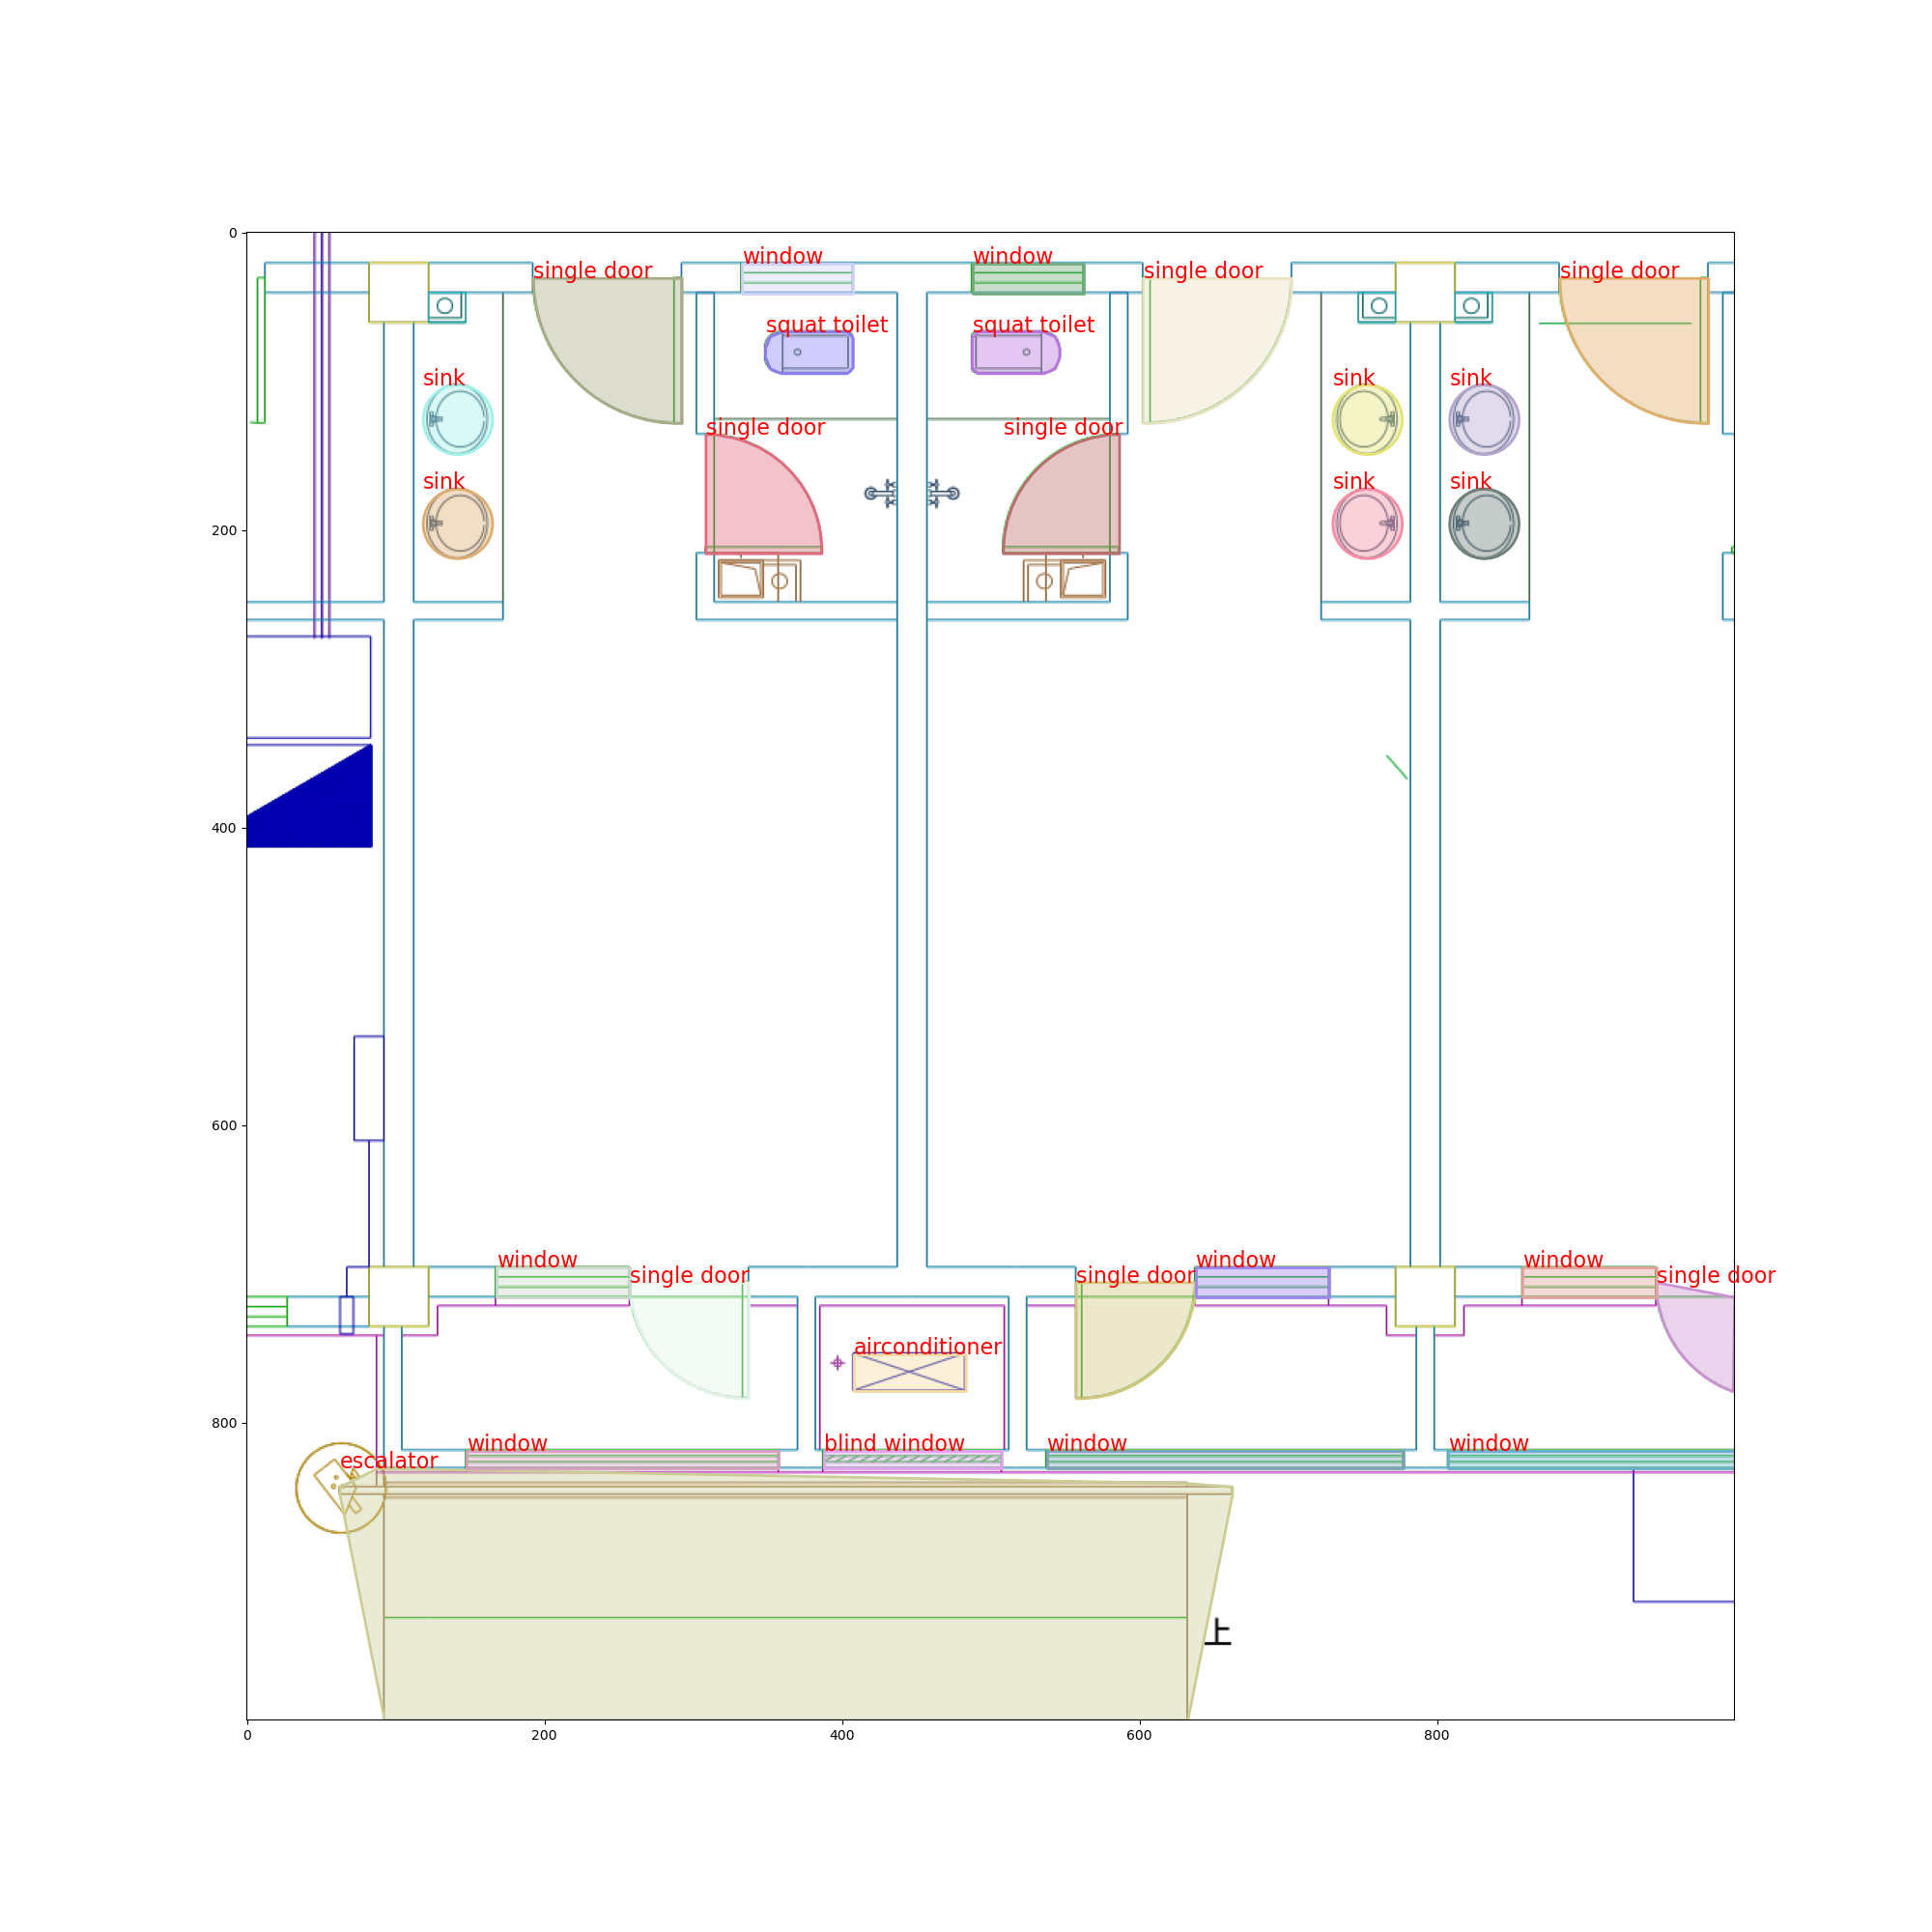 0
window
window
single door
single door
single door
squat toilet
squat toilet
sink
sink
sink
single door
single door
sink
sink
sink
200
400
600
window
window
window
single door
single door
single door
airconditioner
800
window
blind window
window
window
escalator
上
0
200
400
600
800